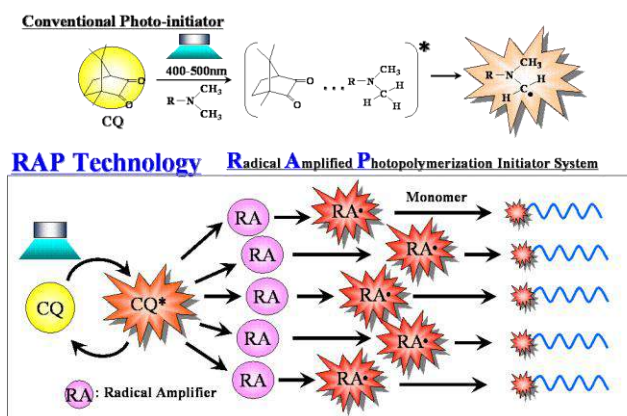 Conventional Photo-initiator
400-500nm
CH₃
R-N
CH₃
O
O
CQ
*
O
O
...
CH₃
R-N
C-H
H
H
CH₃
R-N
C
H
H
RAP Technology
Radical Amplified Photopolymerization Initiator System
Monomer
RA
RA•
RA
RA•
CQ
CQ*
RA
RA•
RA
RA•
RA
RA•
RA: Radical Amplifier